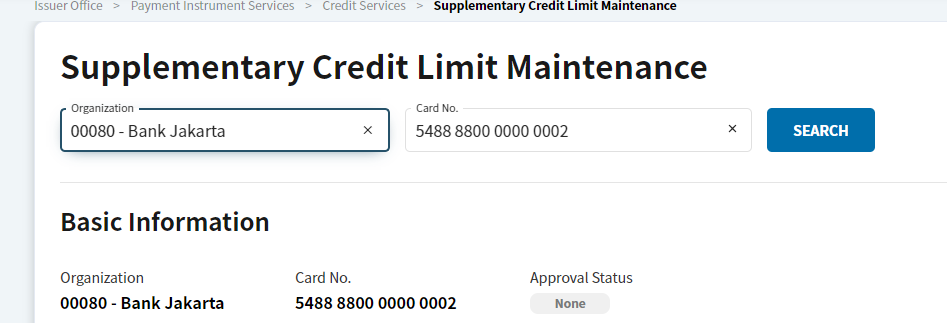 Issuer Office > Payment Instrument Services > Credit Services > Supplementary Credit Limit Maintenance
Supplementary Credit Limit Maintenance
Organization Card No.
00080 - Bank Jakarta × 5488 8800 0000 0002 × SEARCH
Basic Information
Organization Card No. Approval Status
00080 - Bank Jakarta 5488 8800 0000 0002 None